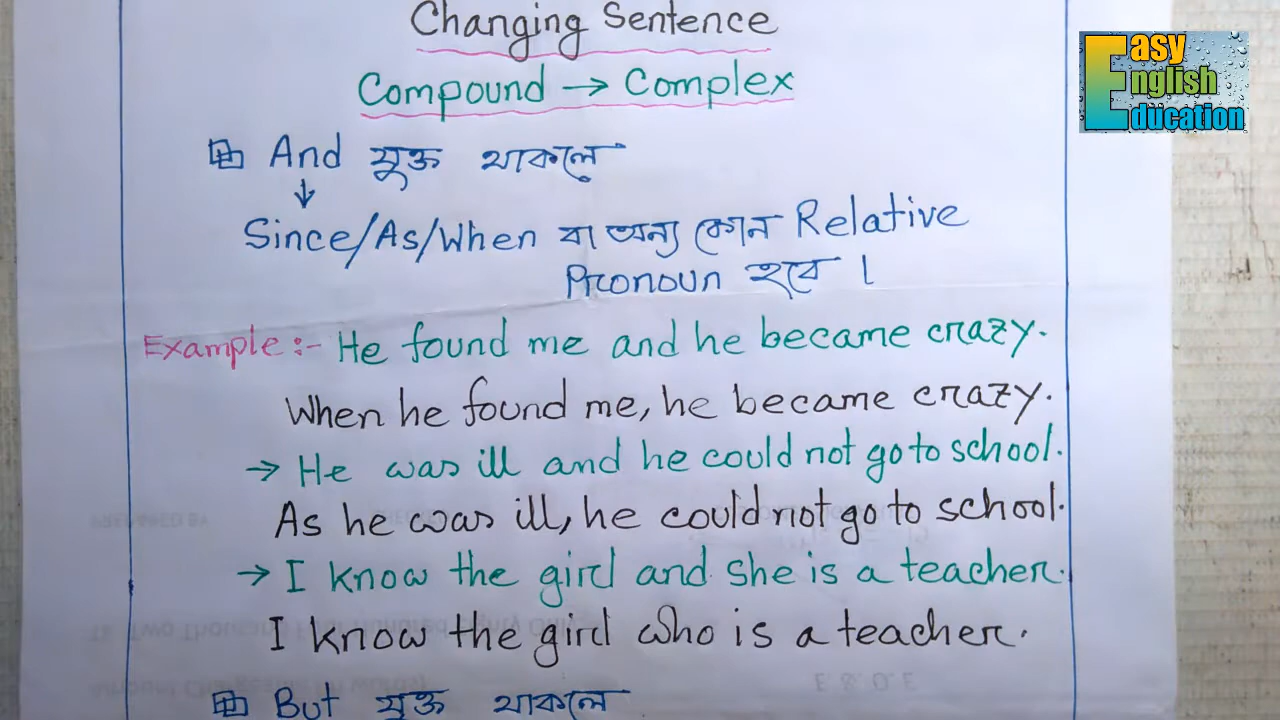 Changing Sentence
Compound → Complex
And যুক্ত থাকলে
↓
Since/As/When বা অন্য কোন Relative
Pronoun হবে ।
Example :- He found me and he became crazy.
When he found me, he became crazy.
→ He was ill and he could not go to school.
As he was ill, he could not go to school.
→ I know the girl and she is a teacher.
I know the girl who is a teacher.
But যুক্ত থাকলে
Easy
English
Education